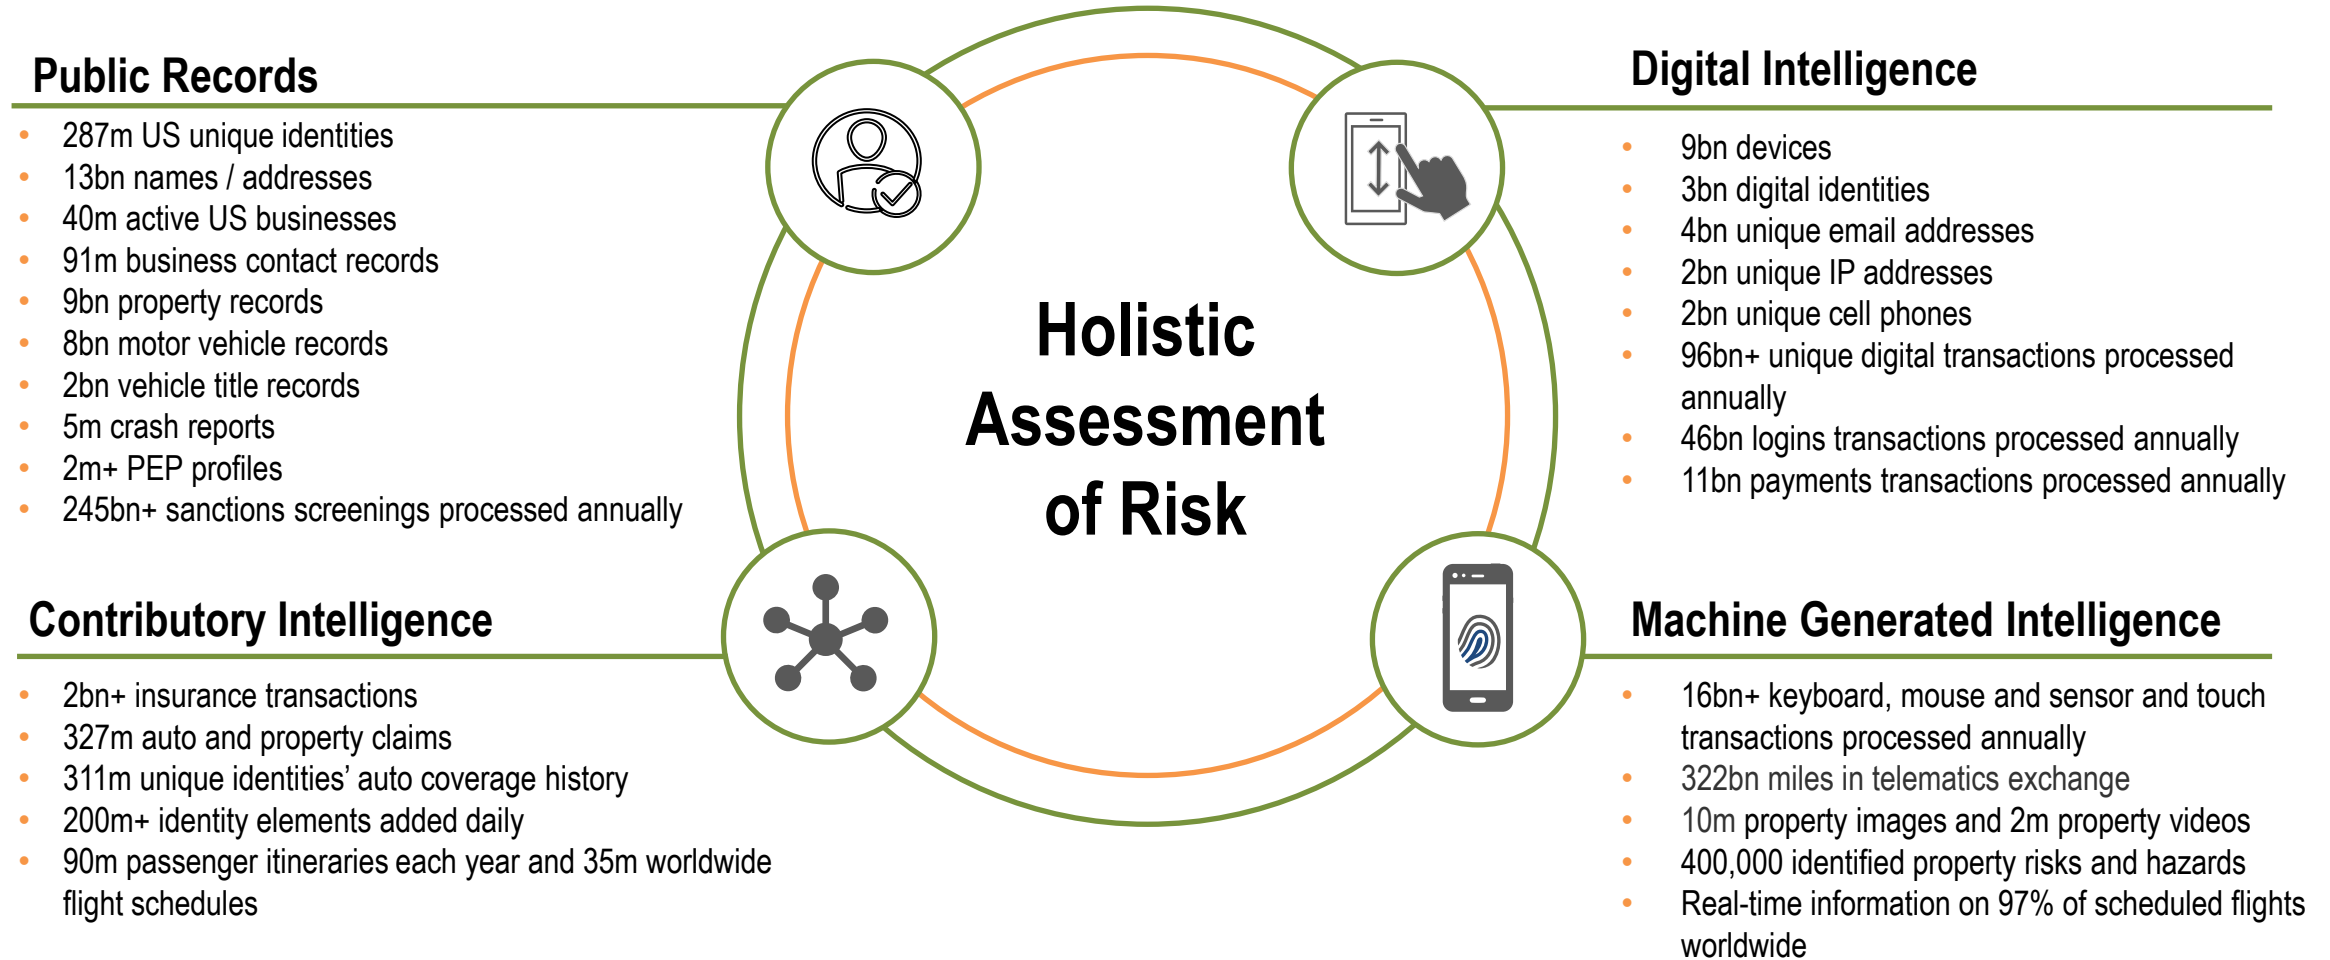 Public Records
• 287m US unique identities
• 13bn names / addresses
• 40m active US businesses
• 91m business contact records
• 9bn property records
• 8bn motor vehicle records
• 2bn vehicle title records
• 5m crash reports
• 2m+ PEP profiles
• 245bn+ sanctions screenings processed annually
Digital Intelligence
• 9bn devices
• 3bn digital identities
• 4bn unique email addresses
• 2bn unique IP addresses
• 2bn unique cell phones
• 96bn+ unique digital transactions processed
annually
• 46bn logins transactions processed annually
• 11bn payments transactions processed annually
Holistic
Assessment
of Risk
Contributory Intelligence
• 2bn+ insurance transactions
• 327m auto and property claims
• 311m unique identities’ auto coverage history
• 200m+ identity elements added daily
• 90m passenger itineraries each year and 35m worldwide
flight schedules
Machine Generated Intelligence
• 16bn+ keyboard, mouse and sensor and touch
transactions processed annually
• 322bn miles in telematics exchange
• 10m property images and 2m property videos
• 400,000 identified property risks and hazards
• Real-time information on 97% of scheduled flights
worldwide